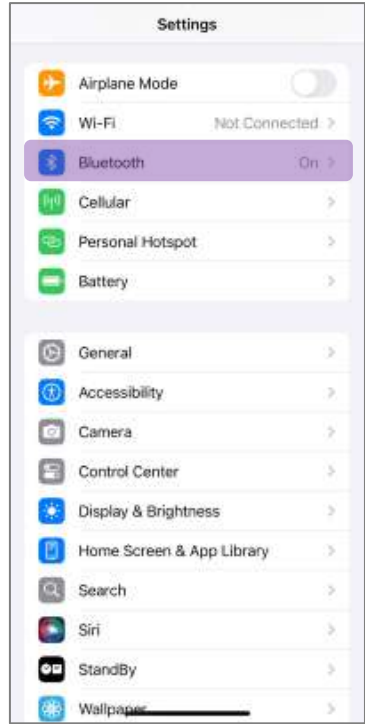 Settings
Airplane Mode
Wi-Fi Not Connected
Bluetooth On
Cellular
Personal Hotspot
Battery
General
Accessibility
Camera
Control Center
Display & Brightness
Home Screen & App Library
Search
Siri
StandBy
Wallpaper